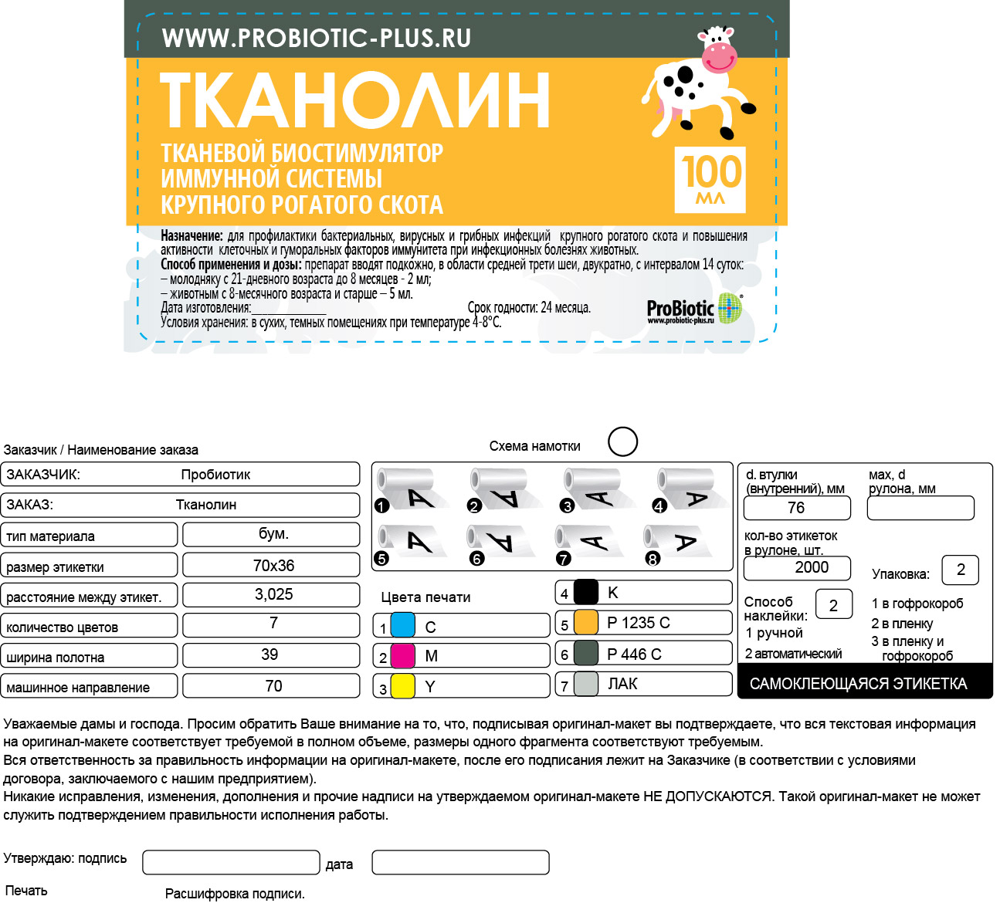 WWW.PROBIOTIC-PLUS.RU
ТКАНОЛИН
ТКАНЕВОЙ БИОСТИМУЛЯТОР
ИММУННОЙ СИСТЕМЫ
КРУПНОГО РОГАТОГО СКОТА
100
МЛ
Назначение: для профилактики бактериальных, вирусных и грибных инфекций крупного рогатого скота и повышения
активности клеточных и гуморальных факторов иммунитета при инфекционных болезнях животных.
Способ применения и дозы: препарат вводят подкожно, в области средней трети шеи, двукратно, с интервалом 14 суток:
– молодняку с 21-дневного возраста до 8 месяцев - 2 мл;
– животным с 8-месячного возраста и старше – 5 мл.
Дата изготовления:____________ Срок годности: 24 месяца.
Условия хранения: в сухих, темных помещениях при температуре 4-8°С.
ProBiotic ®
www.probiotic-plus.ru
Заказчик / Наименование заказа
Схема намотки
ЗАКАЗЧИК: Пробиотик
ЗАКАЗ: Тканолин
тип материала бум.
размер этикетки 70х36
расстояние между этикет. 3,025
количество цветов 7
ширина полотна 39
машинное направление 70
A A A A
1 2 3 4
A A A A
5 6 7 8
Цвета печати
1 C
2 M
3 Y
4 K
5 P 1235 C
6 P 446 C
7 ЛАК
d. втулки
(внутренний), мм
76
мах, d
рулона, мм
кол-во этикеток
в рулоне, шт.
2000
Упаковка: 2
1 в гофрокороб
2 в пленку
3 в пленку и
гофрокороб
Способ
наклейки: 2
1 ручной
2 автоматический
САМОКЛЕЮЩАЯСЯ ЭТИКЕТКА
Уважаемые дамы и господа. Просим обратить Ваше внимание на то, что, подписывая оригинал-макет вы подтверждаете, что вся текстовая информация
на оригинал-макете соответствует требуемой в полном объеме, размеры одного фрагмента соответствуют требуемым.
Вся ответственность за правильность информации на оригинал-макете, после его подписания лежит на Заказчике (в соответствии с условиями
договора, заключаемого с нашим предприятием).
Никакие исправления, изменения, дополнения и прочие надписи на утверждаемом оригинал-макете НЕ ДОПУСКАЮТСЯ. Такой оригинал-макет не может
служить подтверждением правильности исполнения работы.
Утверждаю: подпись дата
Печать Расшифровка подписи.